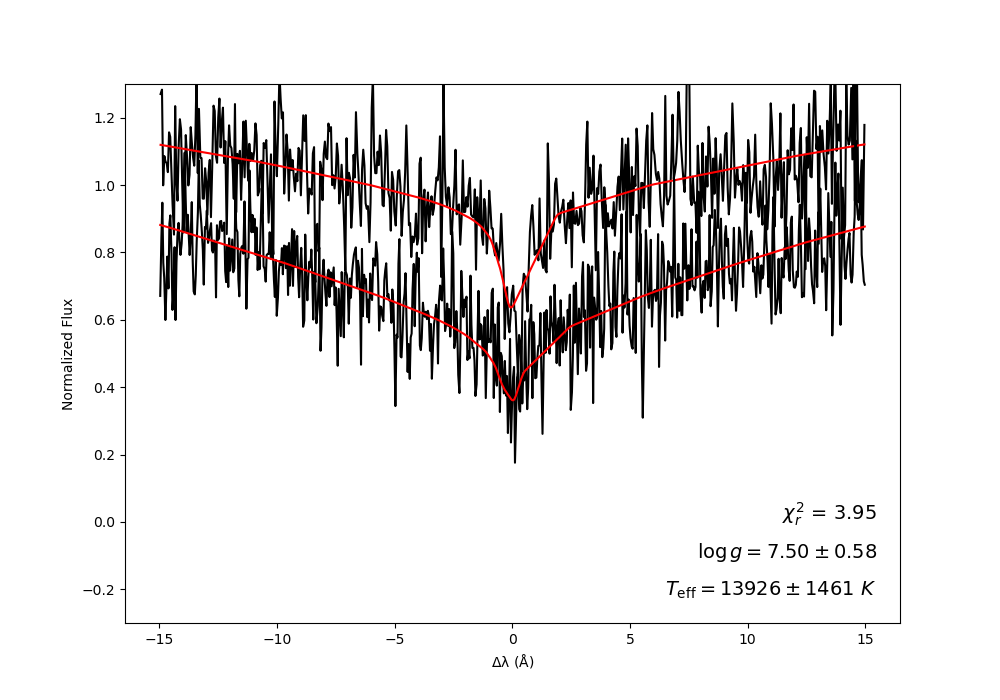 1.2
1.0
0.8
0.6
0.4
0.2
0.0
−0.2
Normalized Flux
χ²ᵣ = 3.95
log g = 7.50 ± 0.58
T_eff = 13926 ± 1461 K
−15 −10 −5 0 5 10 15
Δλ (Å)